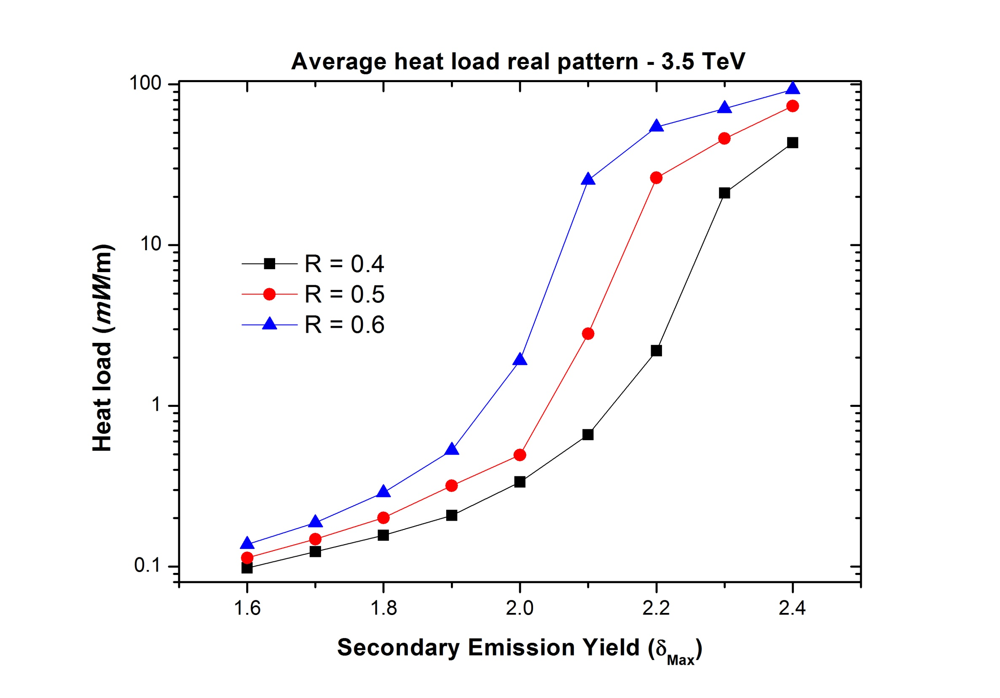 Average heat load real pattern - 3.5 TeV
100
10
1
0.1
Heat load (mW/m)
R = 0.4
R = 0.5
R = 0.6
1.6 1.8 2.0 2.2 2.4
Secondary Emission Yield (δMax)